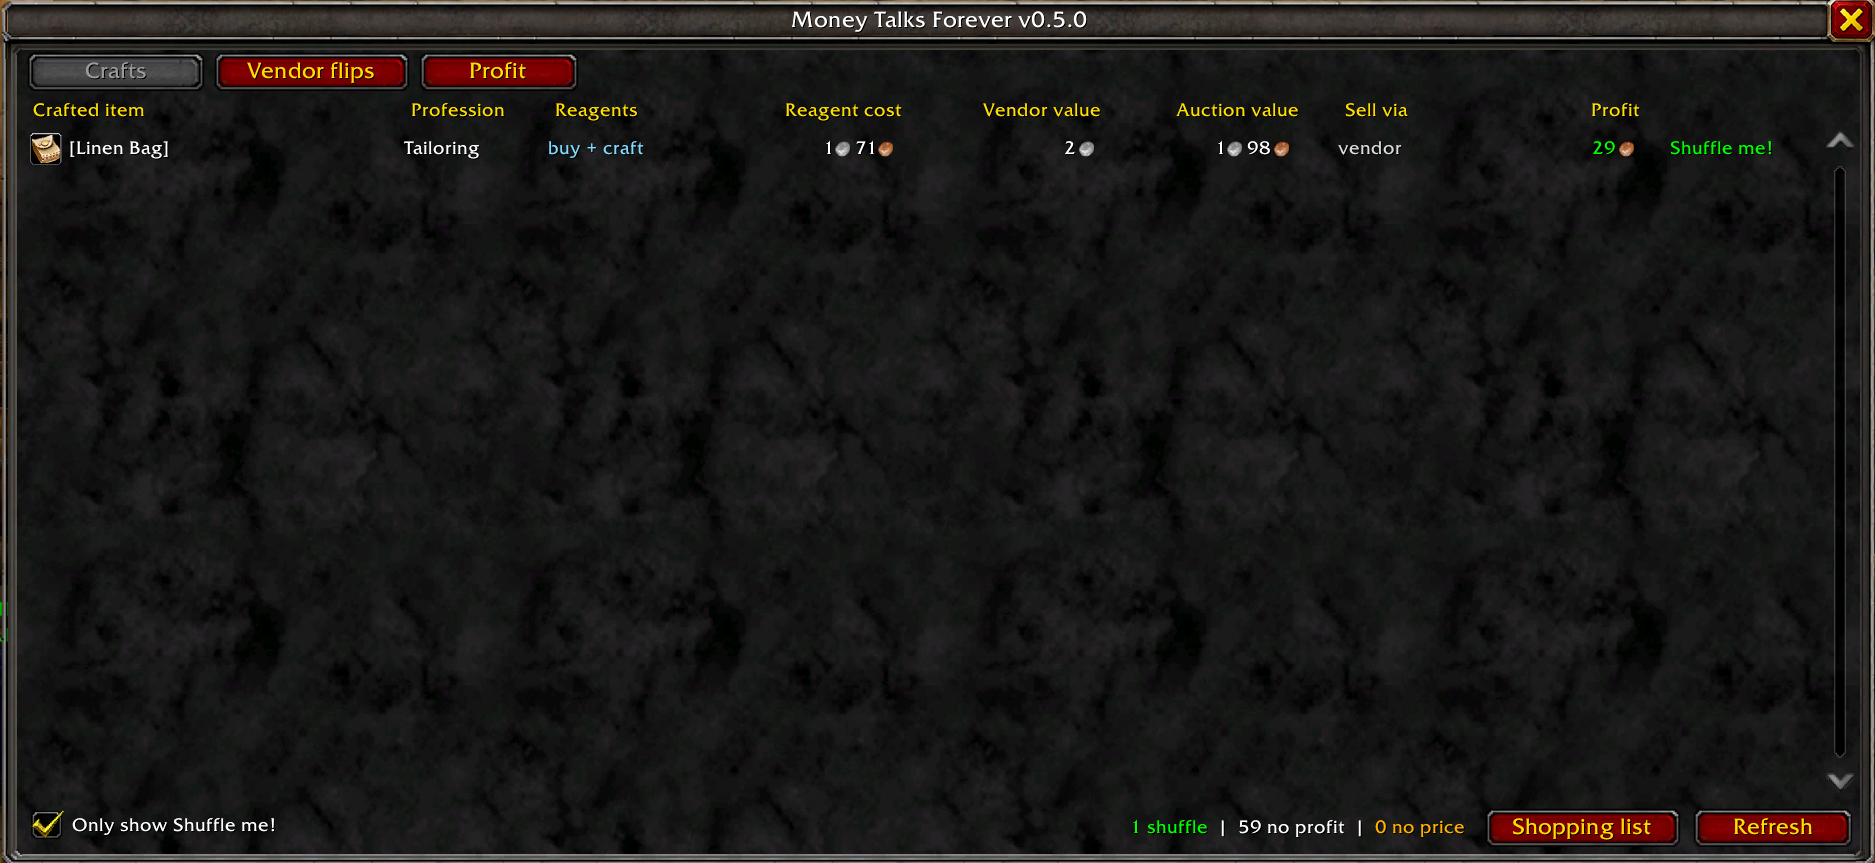 Money Talks Forever v0.5.0
Crafts Vendor flips Profit
Crafted item Profession Reagents Reagent cost Vendor value Auction value Sell via Profit
[Linen Bag] Tailoring buy + craft 1 71 2 1 98 vendor 29 Shuffle me!
Only show Shuffle me! 1 shuffle | 59 no profit | 0 no price Shopping list Refresh